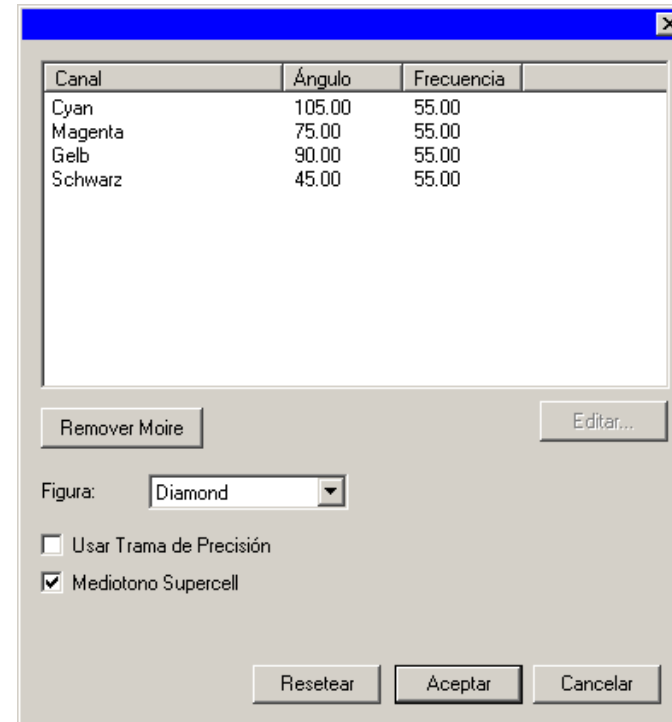 Canal Ángulo Frecuencia
Cyan 105.00 55.00
Magenta 75.00 55.00
Gelb 90.00 55.00
Schwarz 45.00 55.00
Remover Moire Editar...
Figura: Diamond
Usar Trama de Precisión
Mediotono Supercell
Resetear Aceptar Cancelar